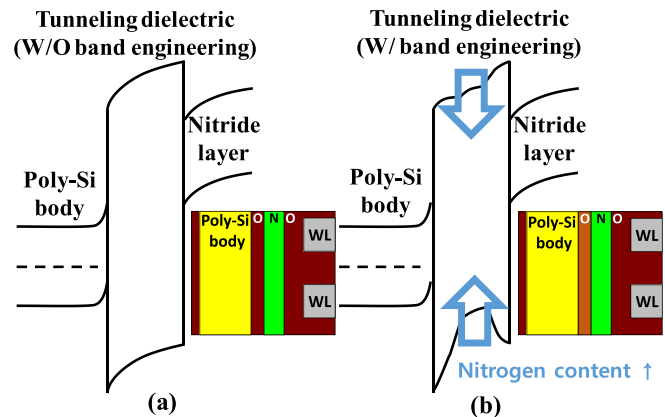 Tunneling dielectric
(W/O band engineering)
Nitride
layer
Poly-Si
body
Poly-Si
body
O N O
WL
WL
(a)
Tunneling dielectric
(W/ band engineering)
Nitride
layer
Poly-Si
body
Poly-Si
body
O N O
WL
WL
Nitrogen content ↑
(b)